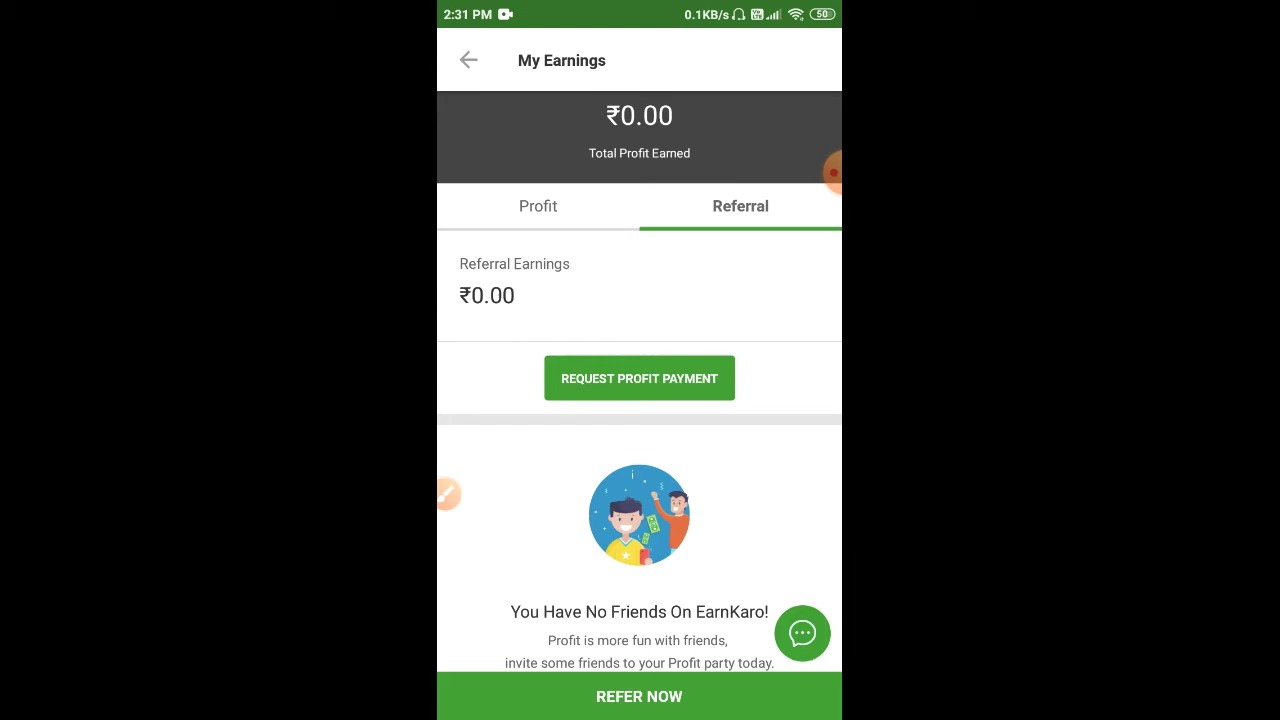 2:31 PM 0.1KB/s 50
My Earnings
₹0.00
Total Profit Earned
Profit Referral
Referral Earnings
₹0.00
REQUEST PROFIT PAYMENT
You Have No Friends On EarnKaro!
Profit is more fun with friends,
invite some friends to your Profit party today.
REFER NOW